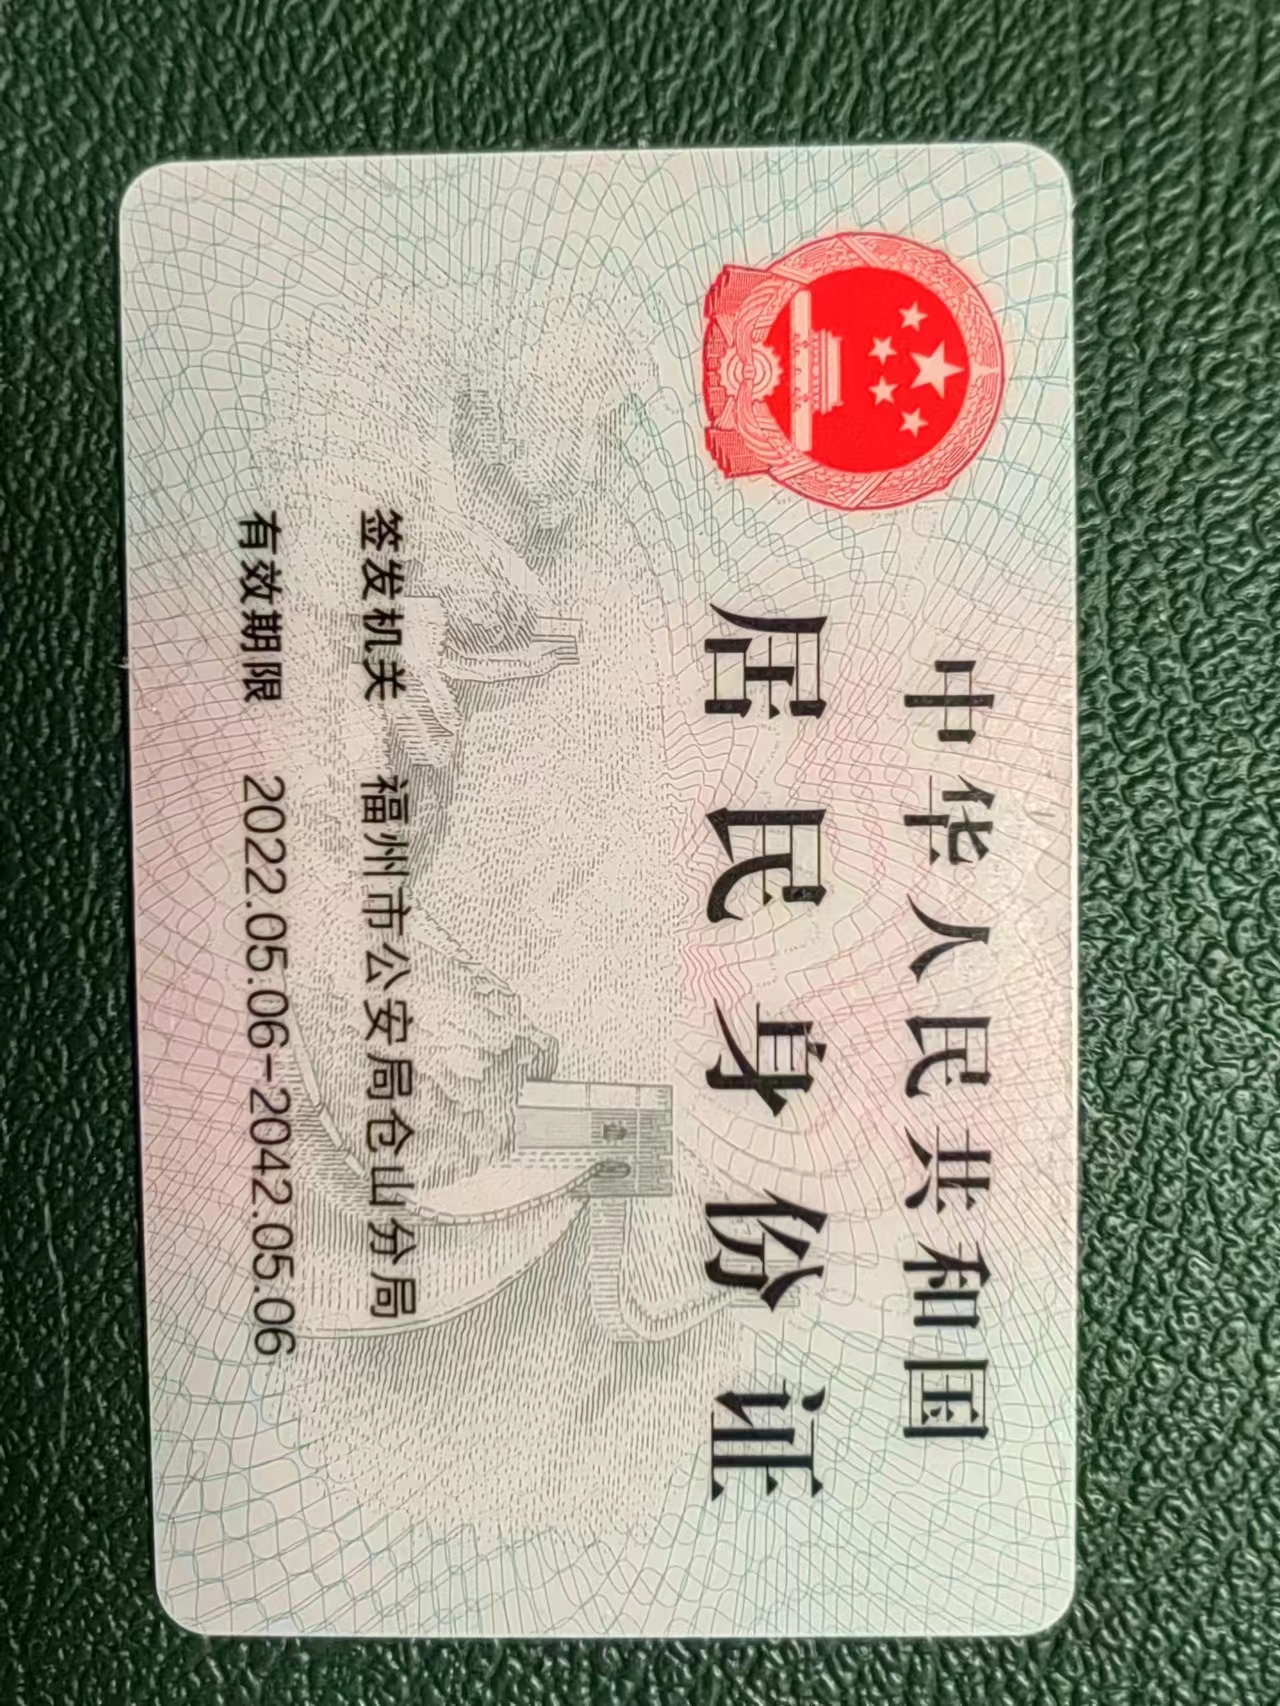 中华人民共和国
居民身份证
签发机关 福州市公安局仓山分局
有效期限 2022.05.06-2042.05.06